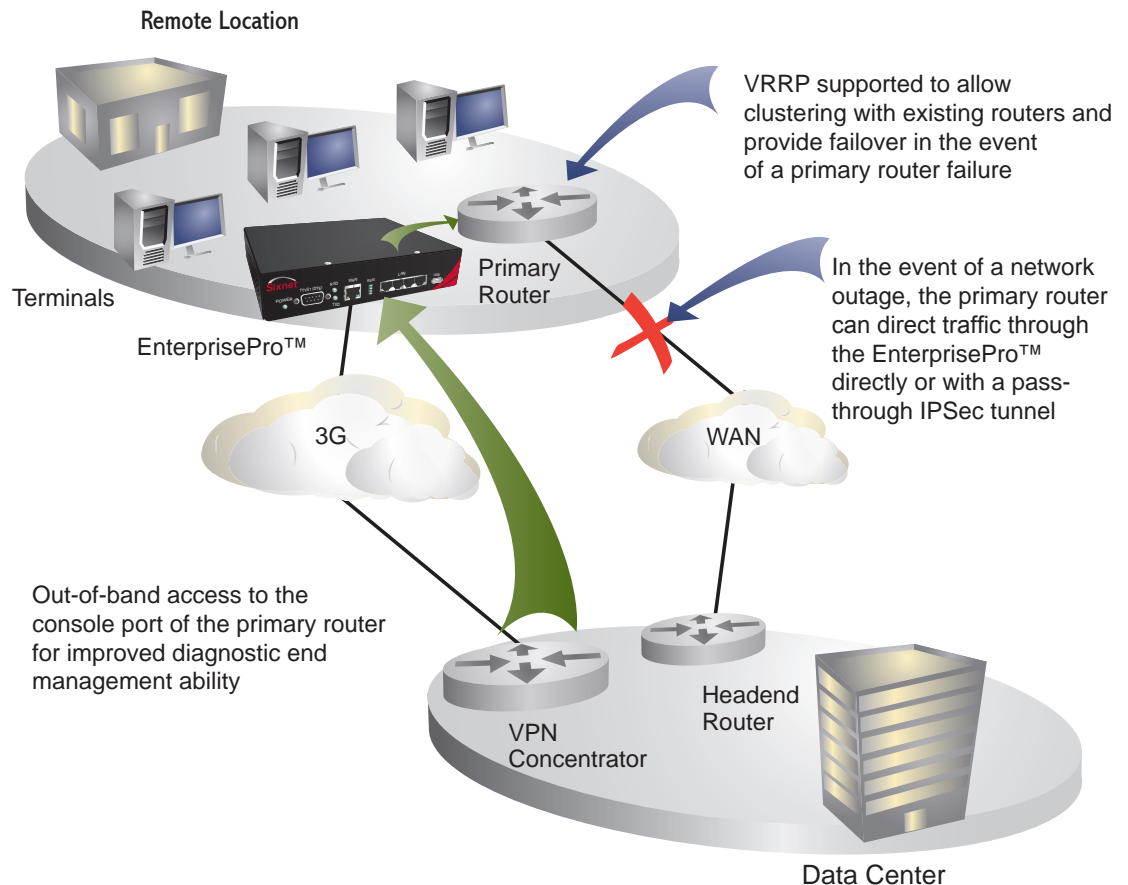 Remote Location
VRRP supported to allow
clustering with existing routers and
provide failover in the event
of a primary router failure
Sixnet
POWER
LAN
Terminals
Primary
Router
EnterprisePro™
In the event of a network
outage, the primary router
can direct traffic through
the EnterprisePro™
directly or with a pass-
through IPSec tunnel
3G
WAN
Out-of-band access to the
console port of the primary router
for improved diagnostic end
management ability
Headend
Router
VPN
Concentrator
Data Center